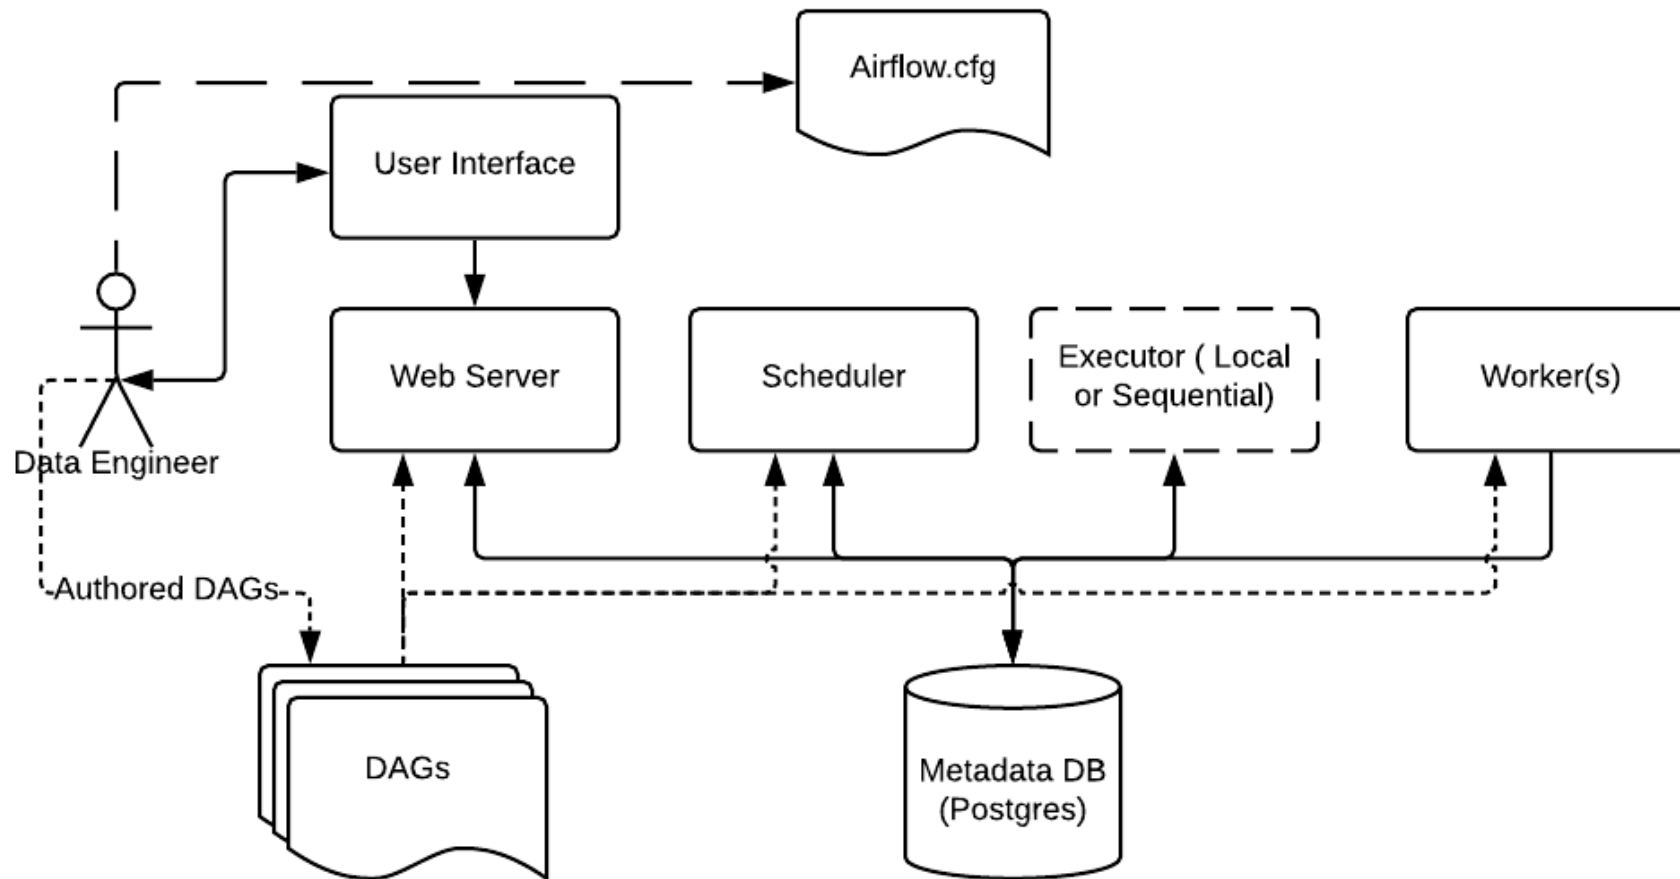 Airflow.cfg
User Interface
Web Server
Scheduler
Executor ( Local
or Sequential)
Worker(s)
Data Engineer
Authored DAGs
DAGs
Metadata DB
(Postgres)